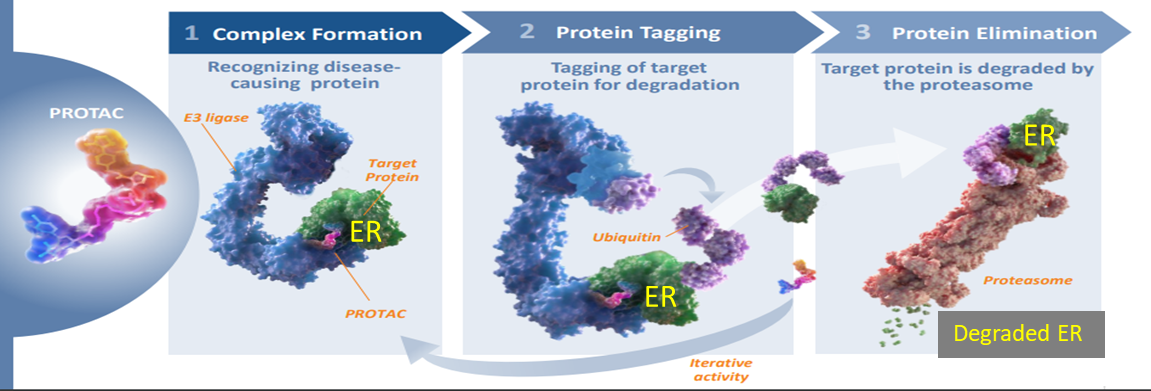 PROTAC
1 Complex Formation
Recognizing disease-
causing protein
E3 ligase
Target
Protein
ER
PROTAC
2 Protein Tagging
Tagging of target
protein for degradation
Ubiquitin
ER
Iterative
activity
3 Protein Elimination
Target protein is degraded by
the proteasome
ER
Proteasome
Degraded ER